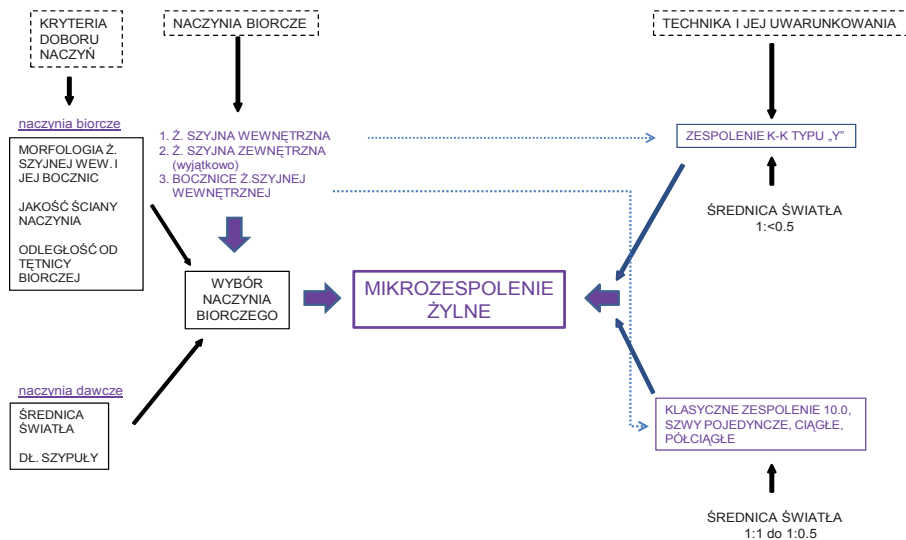 KRYTERIA
DOBORU
NACZYŃ
NACZYNIA BIORCZE
TECHNIKA I JEJ UWARUNKOWANIA
naczynia biorcze
MORFOLOGIA Ż.
SZYJNEJ WEW. I
JEJ BOCZNIC
JAKOŚĆ ŚCIANY
NACZYNIA
ODLEGŁOŚĆ OD
TĘTNICY
BIORCZEJ
1. Ż. SZYJNA WEWNĘTRZNA
2. Ż. SZYJNA ZEWNĘTRZNA
(wyjątkowo)
3. BOCZNICE Ż.SZYJNEJ
WEWNĘTRZNEJ
ZESPOLENIE K-K TYPU „Y”
ŚREDNICA ŚWIATŁA
1:<0.5
WYBÓR
NACZYNIA
BIORCZEGO
MIKROZESPOLENIE
ŻYLNE
naczynia dawcze
ŚREDNICA
ŚWIATŁA
DŁ. SZYPUŁY
KLASYCZNE ZESPOLENIE 10.0,
SZWY POJEDYNCZE, CIĄGŁE,
PÓŁCIĄGŁE
ŚREDNICA ŚWIATŁA
1:1 do 1:0.5